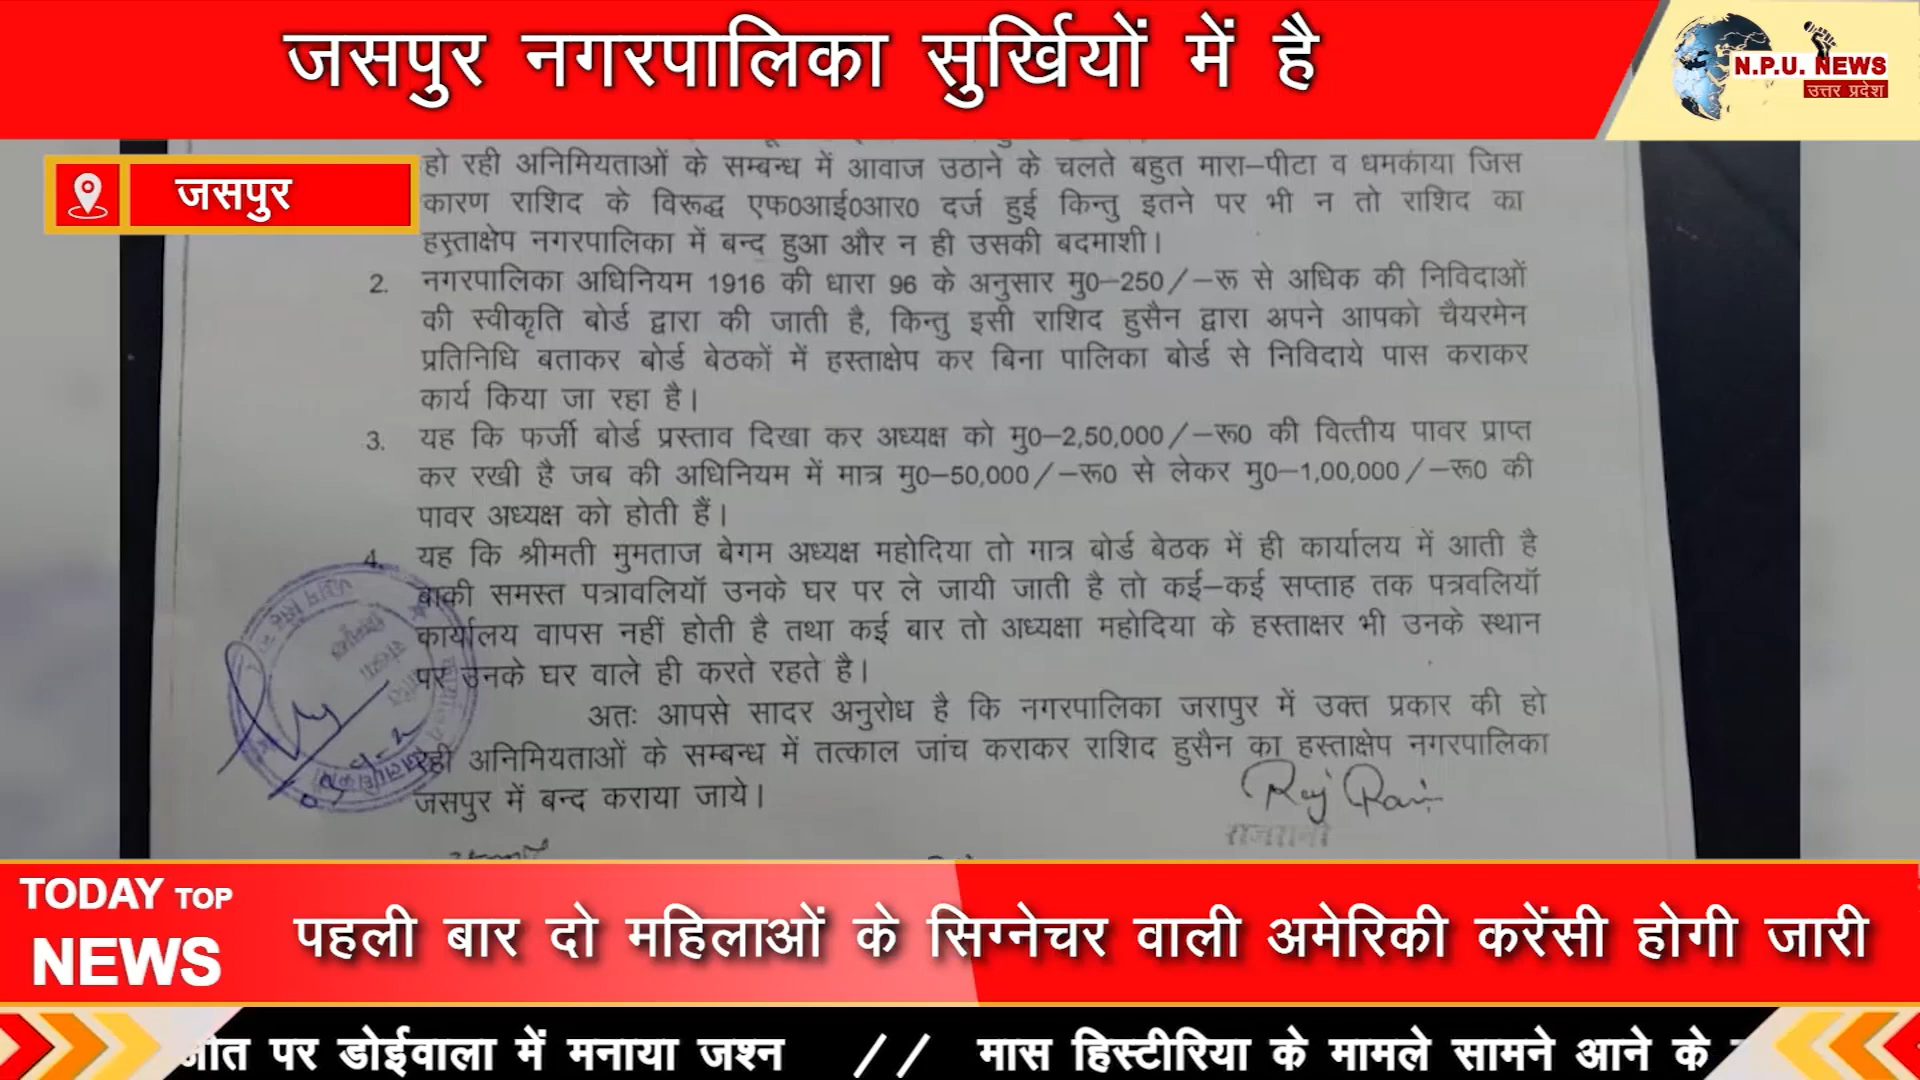 जसपुर नगरपालिका सुर्खियों में है
N.P.U. NEWS
उत्तर प्रदेश
जसपुर
हो रही अनिमियताओं के सम्बन्ध में आवाज उठाने के चलते बहुत मारा–पीटा व धमकाया जिस
कारण राशिद के विरूद्ध एफ0आई0आर0 दर्ज हुई किन्तु इतने पर भी न तो राशिद का
हस्ताक्षेप नगरपालिका में बन्द हुआ और न ही उसकी बदमाशी।
2. नगरपालिका अधिनियम 1916 की धारा 96 के अनुसार मु0–250/–रू से अधिक की निविदाओं
की स्वीकृति बोर्ड द्वारा की जाती है, किन्तु इसी राशिद हुसैन द्वारा अपने आपको चैयरमेन
प्रतिनिधि बताकर बोर्ड बेठकों में हस्ताक्षेप कर बिना पालिका बोर्ड से निविदाये पास कराकर
कार्य किया जा रहा है।
3. यह कि फर्जी बोर्ड प्रस्ताव दिखा कर अध्यक्ष को मु0–2,50,000/–रू0 की वित्तीय पावर प्राप्त
कर रखी है जब की अधिनियम में मात्र मु0–50,000/–रू0 से लेकर मु0–1,00,000/–रू0 की
पावर अध्यक्ष को होती हैं।
4. यह कि श्रीमती मुमताज बेगम अध्यक्ष महोदिया तो मात्र बोर्ड बेठक में ही कार्यालय में आती है
बाकी समस्त पत्रावलियॉ उनके घर पर ले जायी जाती है तो कई–कई सप्ताह तक पत्रवलियॉ
कार्यालय वापस नहीं होती है तथा कई बार तो अध्यक्षा महोदिया के हस्ताक्षर भी उनके स्थान
पर उनके घर वाले ही करते रहते है।
अतः आपसे सादर अनुरोध है कि नगरपालिका जरापुर में उक्त प्रकार की हो
रही अनिमियताओं के सम्बन्ध में तत्काल जांच कराकर राशिद हुसैन का हस्ताक्षेप नगरपालिका
जसपुर में बन्द कराया जाये।
Raj Rani
राजरानी
TODAY TOP
NEWS
पहली बार दो महिलाओं के सिग्नेचर वाली अमेरिकी करेंसी होगी जारी
पर डोईवाला में मनाया जश्न // मास हिस्टीरिया के मामले सामने आने के